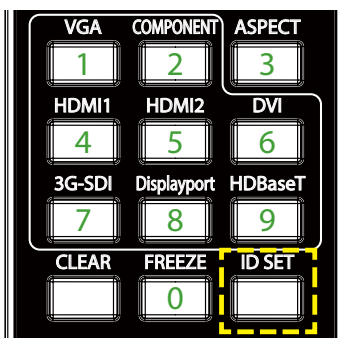 VGA COMPONENT ASPECT
1 2 3
HDMI1 HDMI2 DVI
4 5 6
3G-SDI Displayport HDBaseT
7 8 9
CLEAR FREEZE ID SET
0